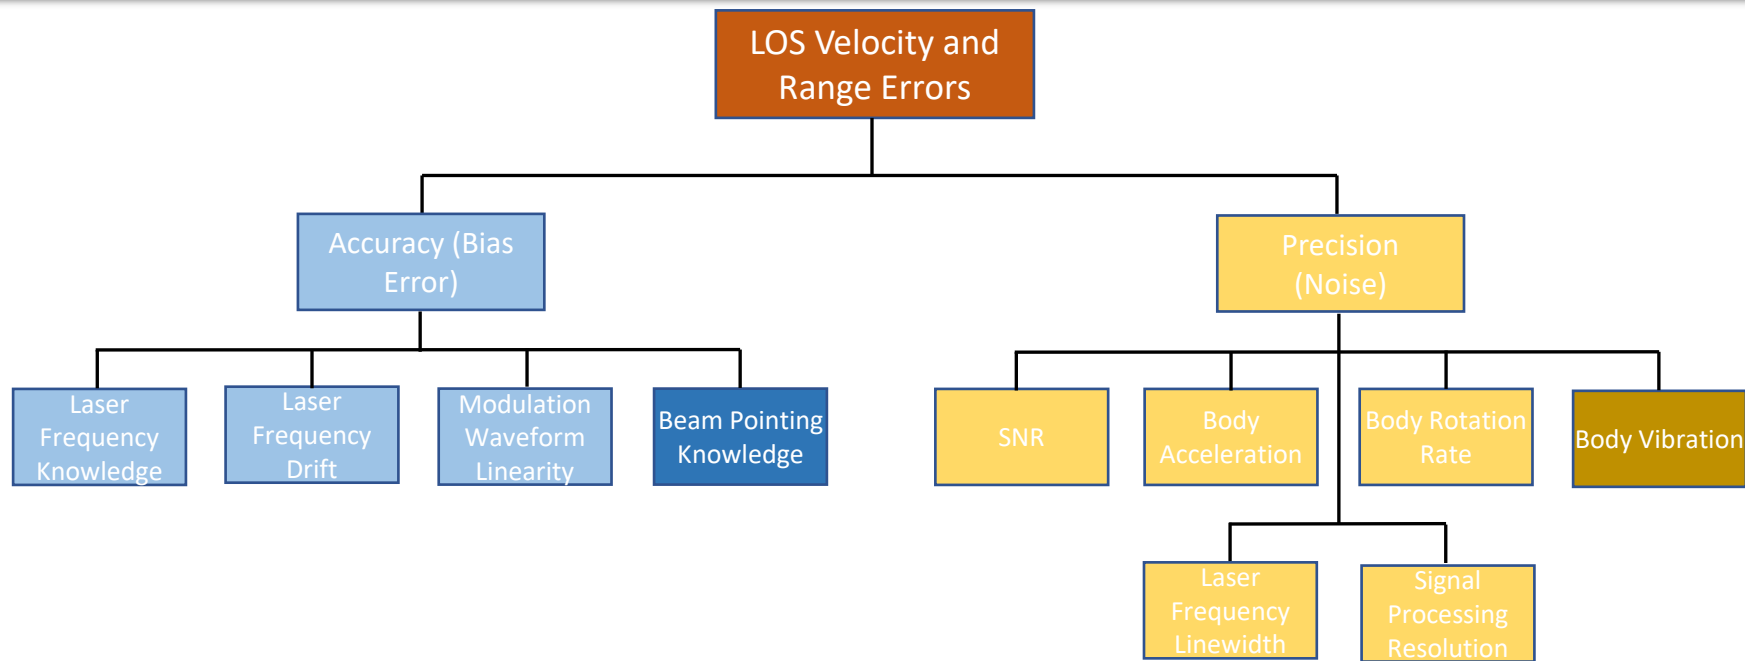 LOS Velocity and
Range Errors
Accuracy (Bias
Error)
Precision
(Noise)
Laser
Frequency
Knowledge
Laser
Frequency
Drift
Modulation
Waveform
Linearity
Beam Pointing
Knowledge
SNR
Body
Acceleration
Body Rotation
Rate
Body Vibration
Laser
Frequency
Linewidth
Signal
Processing
Resolution